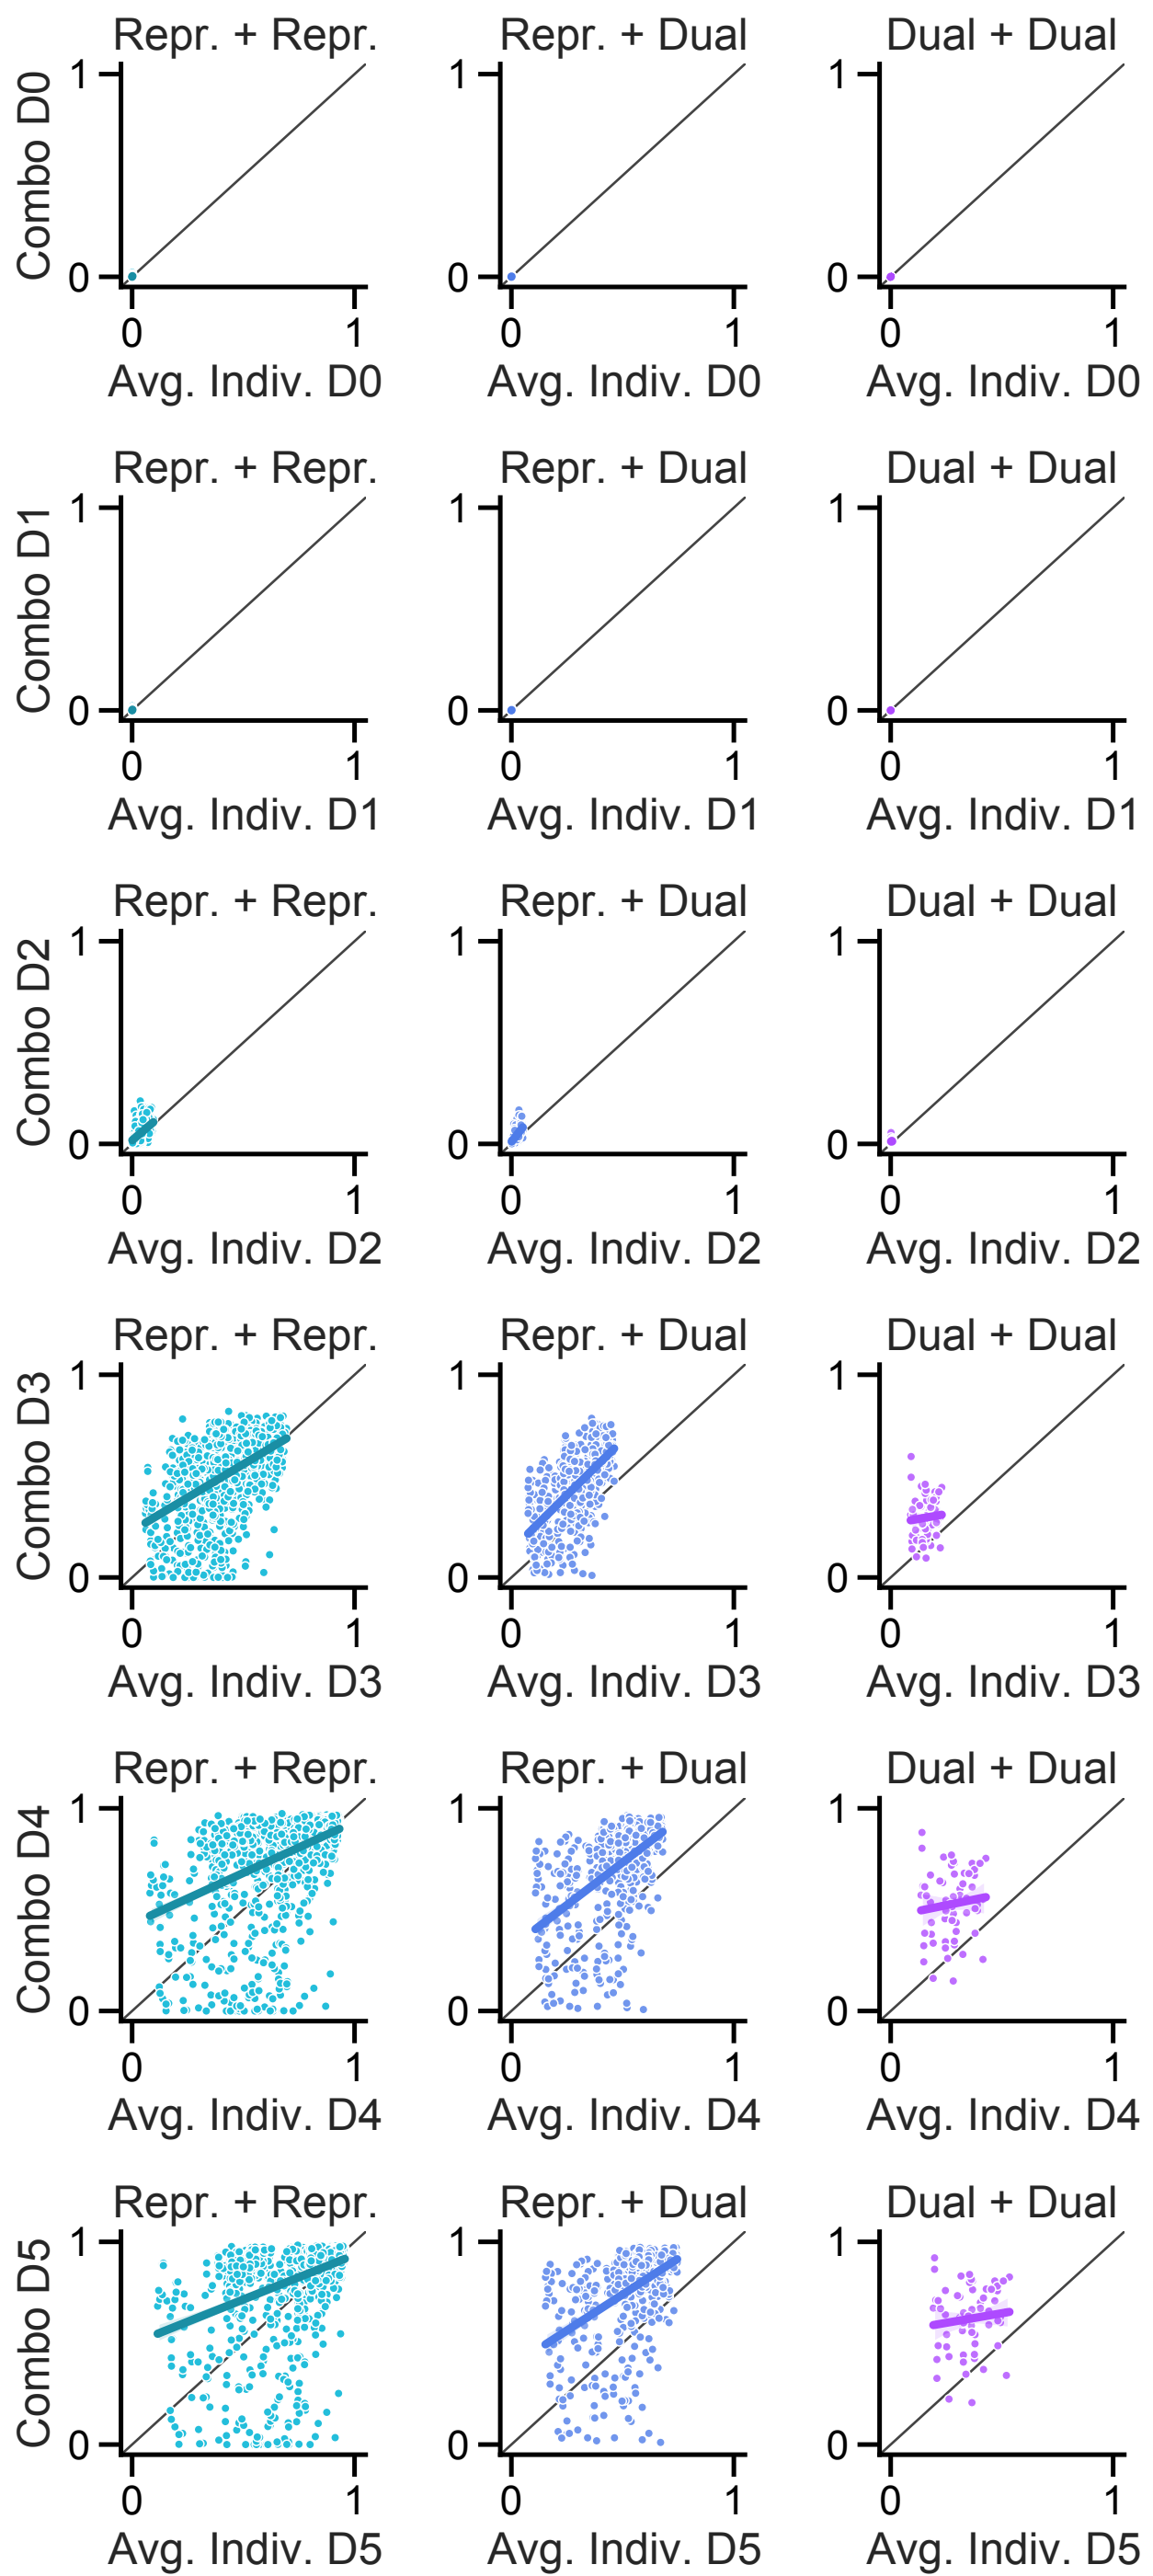 Repr. + Repr. Repr. + Dual Dual + Dual
Combo D0
1 1 1
0 0 0
0 1 0 1 0 1
Avg. Indiv. D0 Avg. Indiv. D0 Avg. Indiv. D0
Repr. + Repr. Repr. + Dual Dual + Dual
Combo D1
1 1 1
0 0 0
0 1 0 1 0 1
Avg. Indiv. D1 Avg. Indiv. D1 Avg. Indiv. D1
Repr. + Repr. Repr. + Dual Dual + Dual
Combo D2
1 1 1
0 0 0
0 1 0 1 0 1
Avg. Indiv. D2 Avg. Indiv. D2 Avg. Indiv. D2
Repr. + Repr. Repr. + Dual Dual + Dual
Combo D3
1 1 1
0 0 0
0 1 0 1 0 1
Avg. Indiv. D3 Avg. Indiv. D3 Avg. Indiv. D3
Repr. + Repr. Repr. + Dual Dual + Dual
Combo D4
1 1 1
0 0 0
0 1 0 1 0 1
Avg. Indiv. D4 Avg. Indiv. D4 Avg. Indiv. D4
Repr. + Repr. Repr. + Dual Dual + Dual
Combo D5
1 1 1
0 0 0
0 1 0 1 0 1
Avg. Indiv. D5 Avg. Indiv. D5 Avg. Indiv. D5